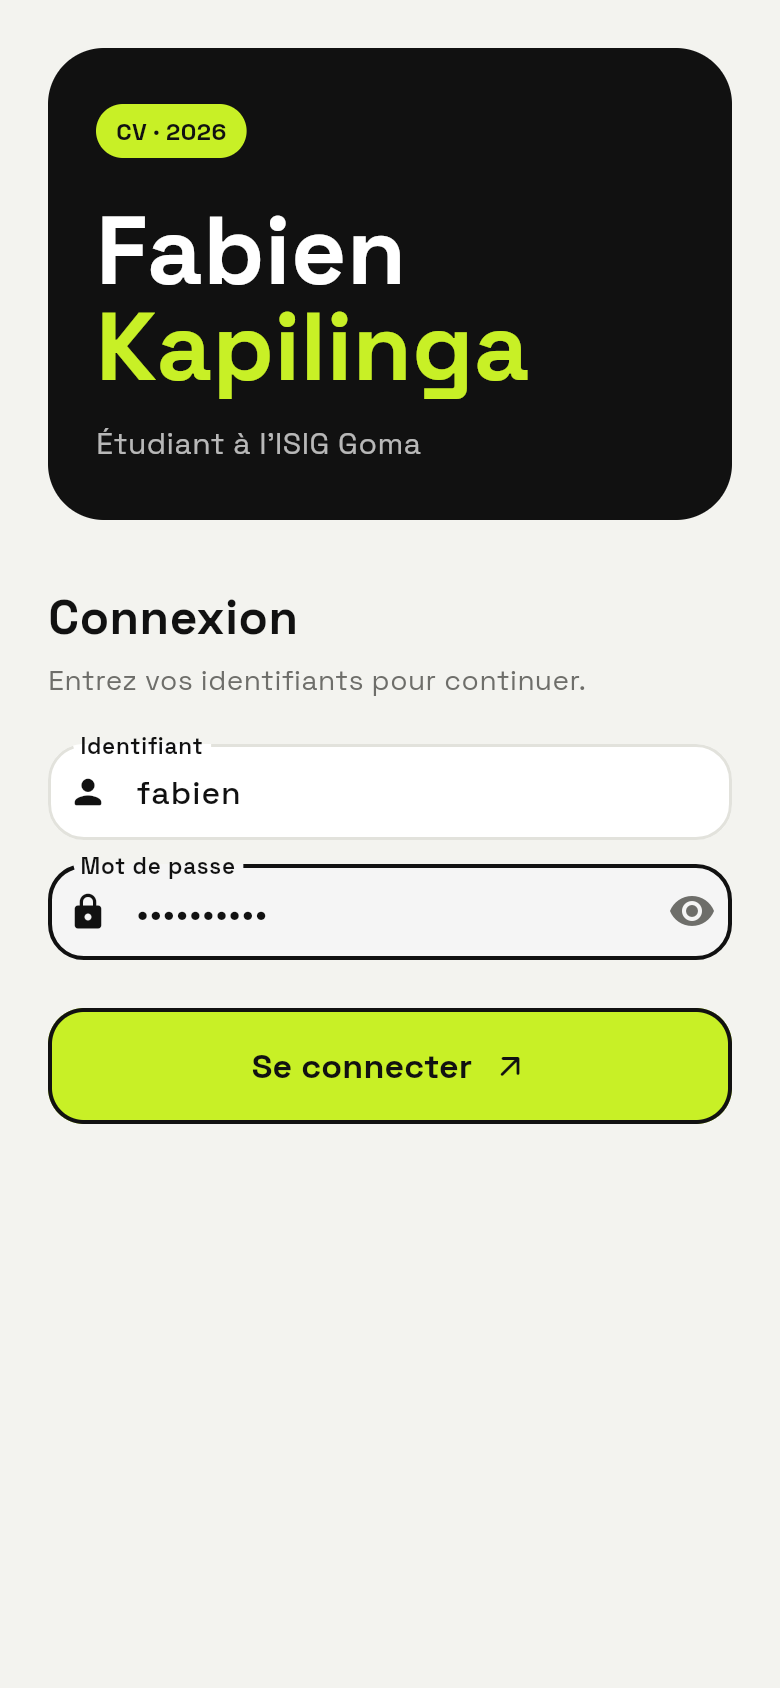 CV · 2026
Fabien
Kapilinga
Étudiant à l’ISIG Goma
Connexion
Entrez vos identifiants pour continuer.
Identifiant
fabien
Mot de passe
••••••••••
Se connecter